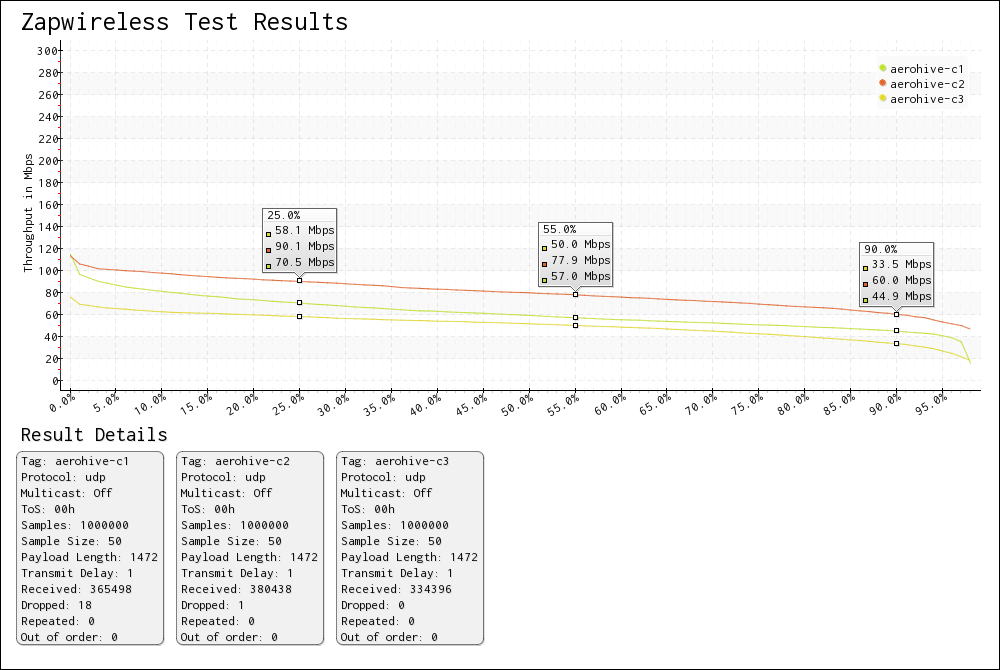 Zapwireless Test Results
300
280
260
240
220
200
180
160
140
120
100
80
60
40
20
0
Throughput in Mbps
aerohive-c1
aerohive-c2
aerohive-c3
25.0%
58.1 Mbps
90.1 Mbps
70.5 Mbps
55.0%
50.0 Mbps
77.9 Mbps
57.0 Mbps
90.0%
33.5 Mbps
60.0 Mbps
44.9 Mbps
0.0% 5.0% 10.0% 15.0% 20.0% 25.0% 30.0% 35.0% 40.0% 45.0% 50.0% 55.0% 60.0% 65.0% 70.0% 75.0% 80.0% 85.0% 90.0% 95.0%
Result Details
Tag: aerohive-c1
Protocol: udp
Multicast: Off
ToS: 00h
Samples: 1000000
Sample Size: 50
Payload Length: 1472
Transmit Delay: 1
Received: 365498
Dropped: 18
Repeated: 0
Out of order: 0
Tag: aerohive-c2
Protocol: udp
Multicast: Off
ToS: 00h
Samples: 1000000
Sample Size: 50
Payload Length: 1472
Transmit Delay: 1
Received: 380438
Dropped: 1
Repeated: 0
Out of order: 0
Tag: aerohive-c3
Protocol: udp
Multicast: Off
ToS: 00h
Samples: 1000000
Sample Size: 50
Payload Length: 1472
Transmit Delay: 1
Received: 334396
Dropped: 0
Repeated: 0
Out of order: 0